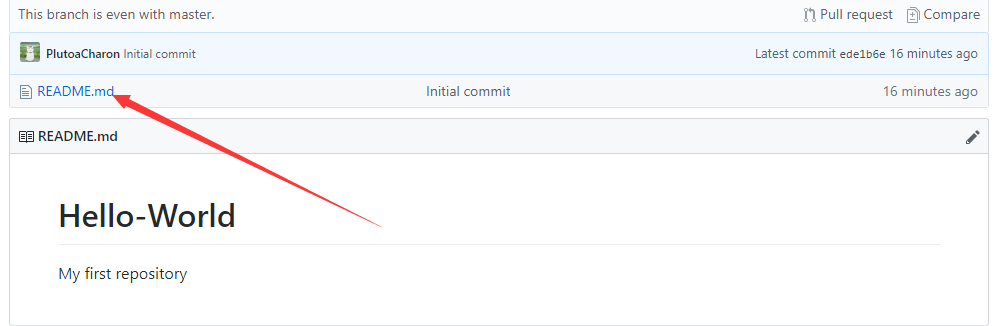 This branch is even with master. Pull request Compare
PlutoaCharon Initial commit Latest commit ede1b6e 16 minutes ago
README.md Initial commit 16 minutes ago
README.md
Hello-World
My first repository